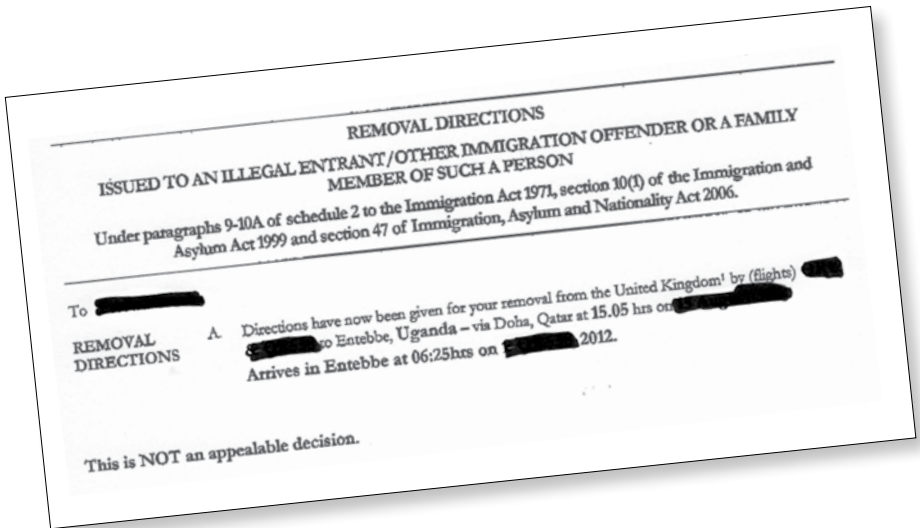 REMOVAL DIRECTIONS
ISSUED TO AN ILLEGAL ENTRANT/OTHER IMMIGRATION OFFENDER OR A FAMILY
MEMBER OF SUCH A PERSON
Under paragraphs 9-10A of schedule 2 to the Immigration Act 1971, section 10(1) of the Immigration and
Asylum Act 1999 and section 47 of Immigration, Asylum and Nationality Act 2006.
To
REMOVAL
DIRECTIONS
A. Directions have now been given for your removal from the United Kingdom¹ by (flights)
to Entebbe, Uganda – via Doha, Qatar at 15.05 hrs on
Arrives in Entebbe at 06:25hrs on 2012.
This is NOT an appealable decision.